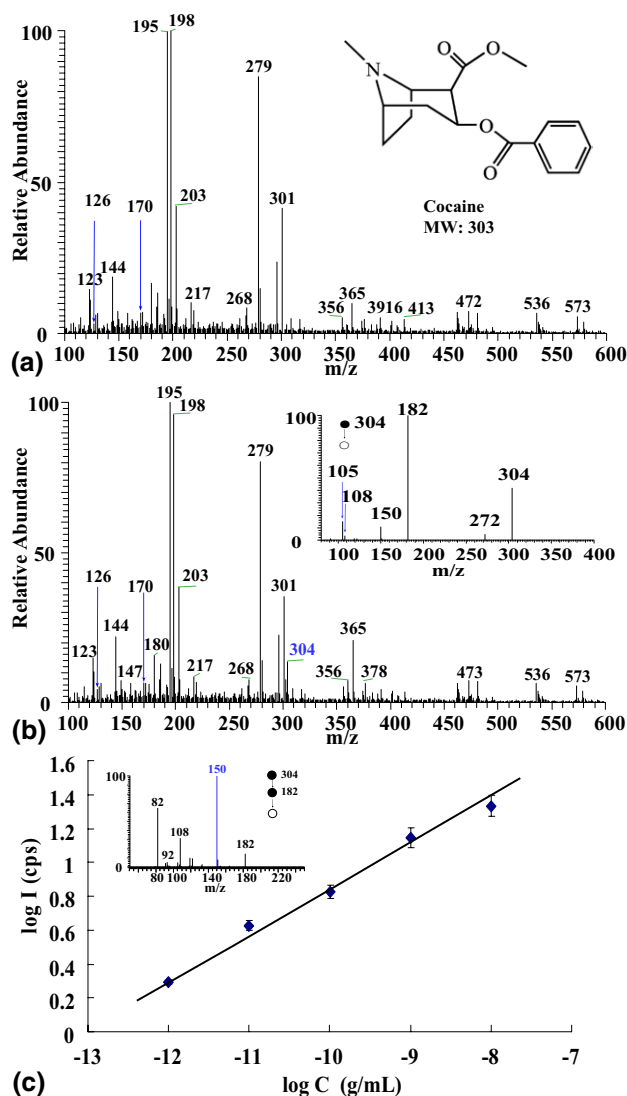 (a)
Relative Abundance
100
50
0
195 198
279
126 170 203
301
123 144
217 268
356 365 3916 413 472 536 573
100 150 200 250 300 350 400 450 500 550 600
m/z
N
O
O
O
O
Cocaine
MW: 303
(b)
Relative Abundance
100
50
0
195
198
279
126 170 203
301
304
123 144 147 180
217 268
356 365 378 473 536 573
100 150 200 250 300 350 400 450 500 550 600
m/z
100
0
304
182
105
108
150
272
304
100 150 200 250 300 350 400
m/z
(c)
log I (cps)
1.6
1.4
1.2
1
0.8
0.6
0.4
0.2
0
-13 -12 -11 -10 -9 -8 -7
log C (g/mL)
100
0
150
304
182
82
92
108
182
80 100 140 180 220
m/z